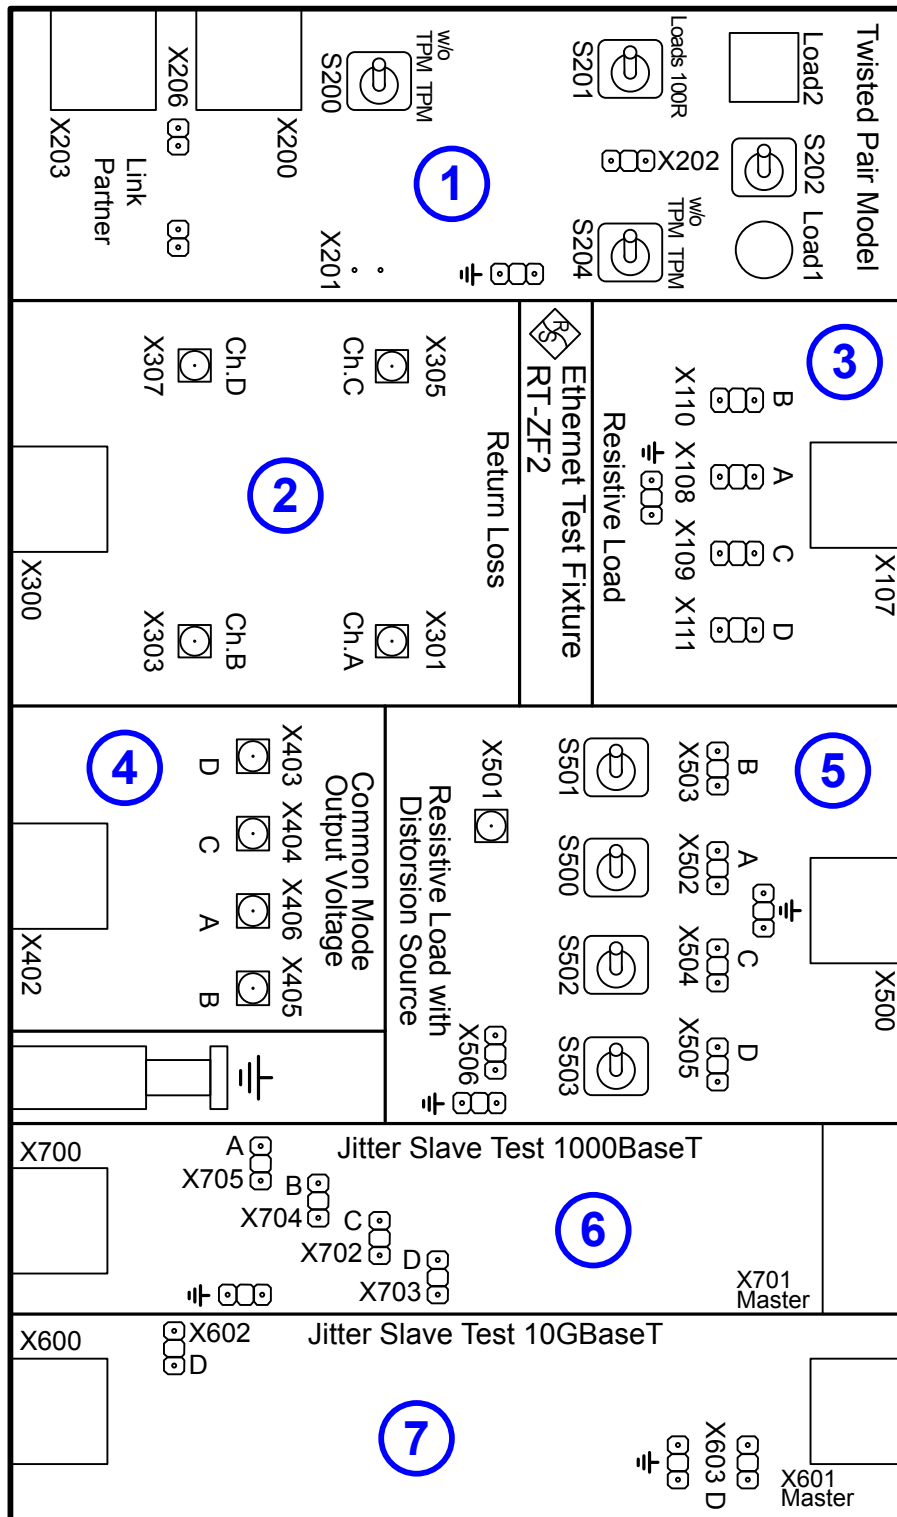 Twisted Pair Model
Load2
S202
Load1
Loads 100R
S201
X202
w/o
TPM TPM
S204
w/o
TPM TPM
S200
X200
X206
X203
Link
Partner
X201
1
Ch.D
X307
X305
Ch.C
2
Return Loss
X300
Ch.B
X303
X301
Ch.A
RS
Ethernet Test Fixture
RT-ZF2
3
Resistive Load
B
X110
A
X108
C
X109
D
X111
X107
4
Common Mode
Output Voltage
X403
D
X404
C
X406
A
X405
B
X402
5
Resistive Load with
Distorsion Source
X501
S501
S500
S502
S503
B
X503
A
X502
C
X504
D
X505
X500
X506
Jitter Slave Test 1000BaseT
X700
A
X705
B
X704
C
X702
D
X703
6
X701
Master
Jitter Slave Test 10GBaseT
X600
X602
D
7
X603 D
X601
Master